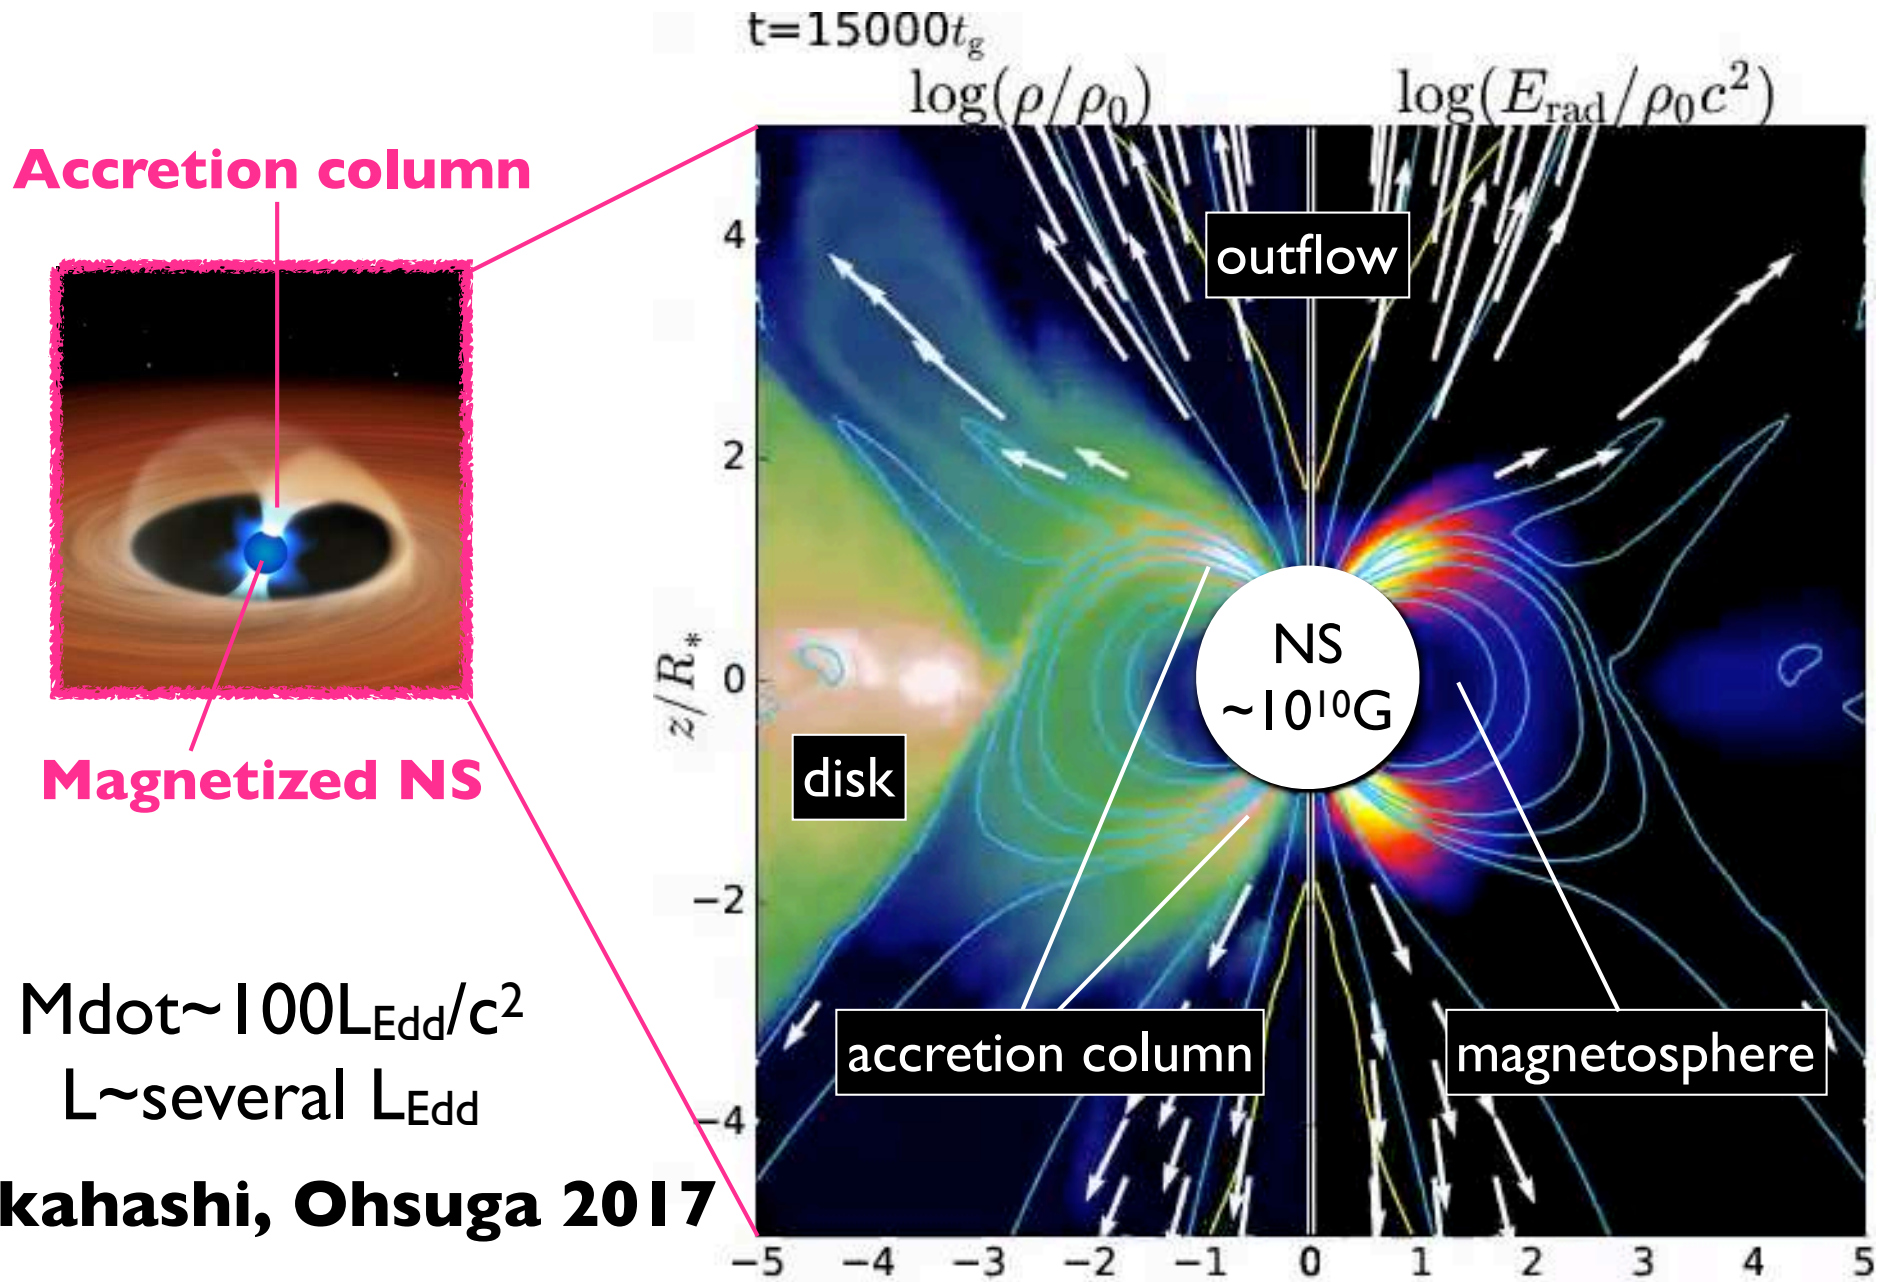 t=15000t_g
log(ρ/ρ₀)
log(E_rad/ρ₀c²)
Accretion column
Magnetized NS
Mdot~100L_Edd/c²
L~several L_Edd
kahashi, Ohsuga 2017
z/R_*
4
2
0
−2
−4
outflow
NS
~10¹⁰G
disk
accretion column
magnetosphere
−5 −4 −3 −2 −1 0 1 2 3 4 5